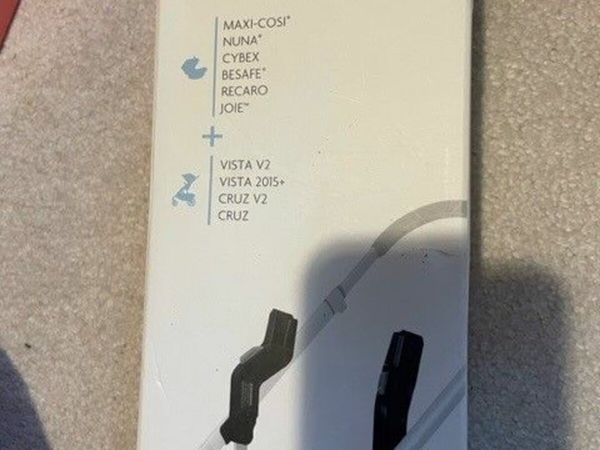 MAXI-COSI®
NUNA®
CYBEX
BESAFE®
RECARO
JOIE™
+
VISTA V2
VISTA 2015+
CRUZ V2
CRUZ